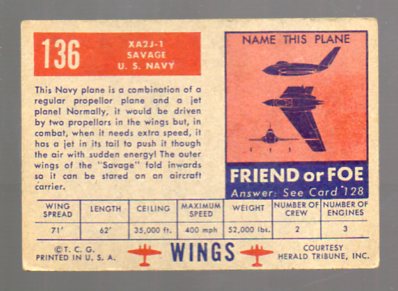 136
XA2J-1
SAVAGE
U. S. NAVY
This Navy plane is a combination of a
regular propellor plane and a jet
plane! Normally, it would be driven
by two propellors in the wings but, in
combat, when it needs extra speed, it
has a jet in its tail to push it though
the air with sudden energy! The outer
wings of the "Savage" fold inwards
so it can be stared on an aircraft
carrier.
NAME THIS PLANE
FRIEND or FOE
Answer: See Card #128
WING SPREAD
LENGTH
CEILING
MAXIMUM SPEED
WEIGHT
NUMBER OF CREW
NUMBER OF ENGINES
71'
62'
35,000 ft.
400 mph
52,000 lbs.
2
3
© T. C. G.
PRINTED IN U. S. A.
WINGS
COURTESY
HERALD TRIBUNE, INC.